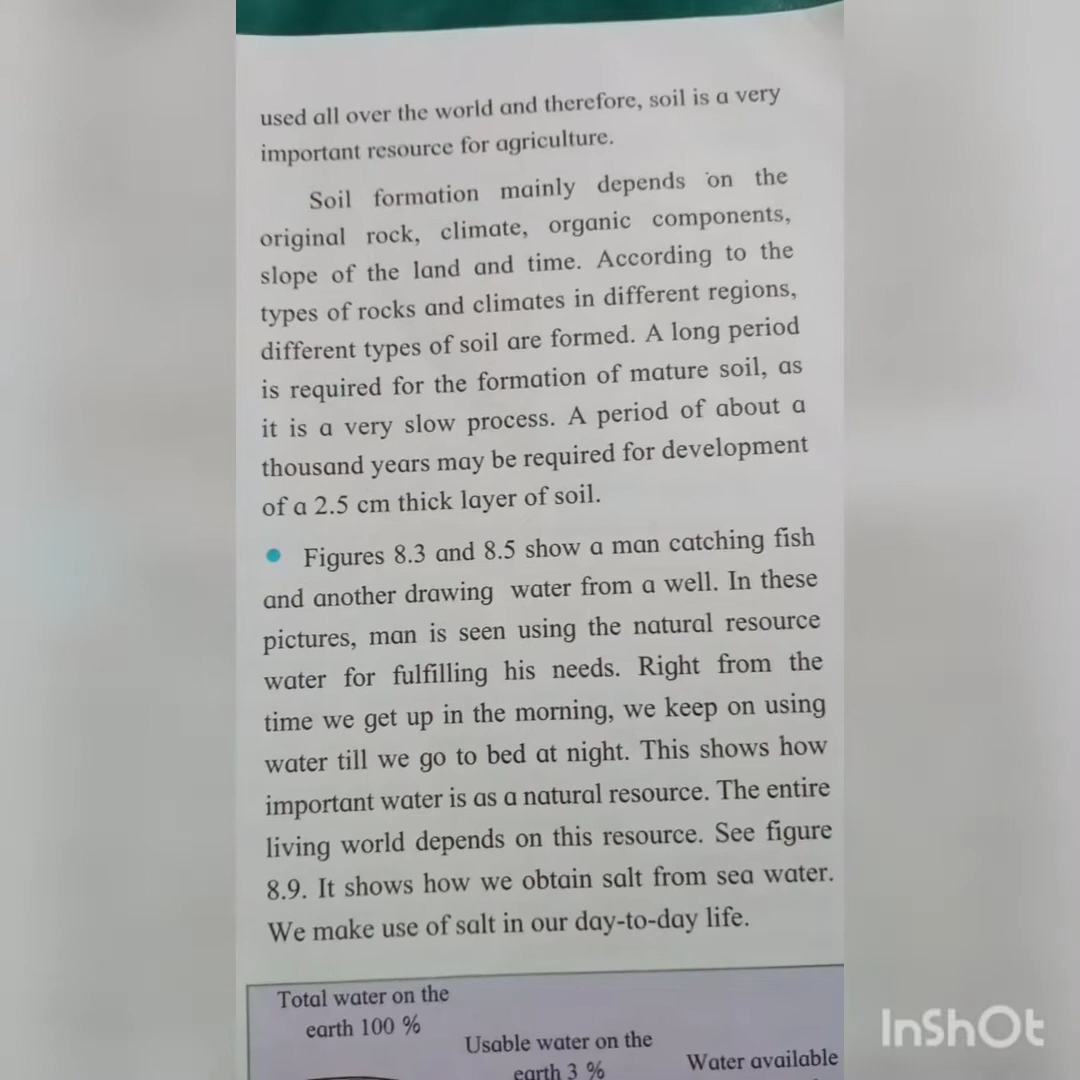 used all over the world and therefore, soil is a very
important resource for agriculture.
Soil formation mainly depends on the
original rock, climate, organic components,
slope of the land and time. According to the
types of rocks and climates in different regions,
different types of soil are formed. A long period
is required for the formation of mature soil, as
it is a very slow process. A period of about a
thousand years may be required for development
of a 2.5 cm thick layer of soil.
• Figures 8.3 and 8.5 show a man catching fish
and another drawing water from a well. In these
pictures, man is seen using the natural resource
water for fulfilling his needs. Right from the
time we get up in the morning, we keep on using
water till we go to bed at night. This shows how
important water is as a natural resource. The entire
living world depends on this resource. See figure
8.9. It shows how we obtain salt from sea water.
We make use of salt in our day-to-day life.
Total water on the
earth 100 %
Usable water on the
earth 3 %
Water available
InShOt